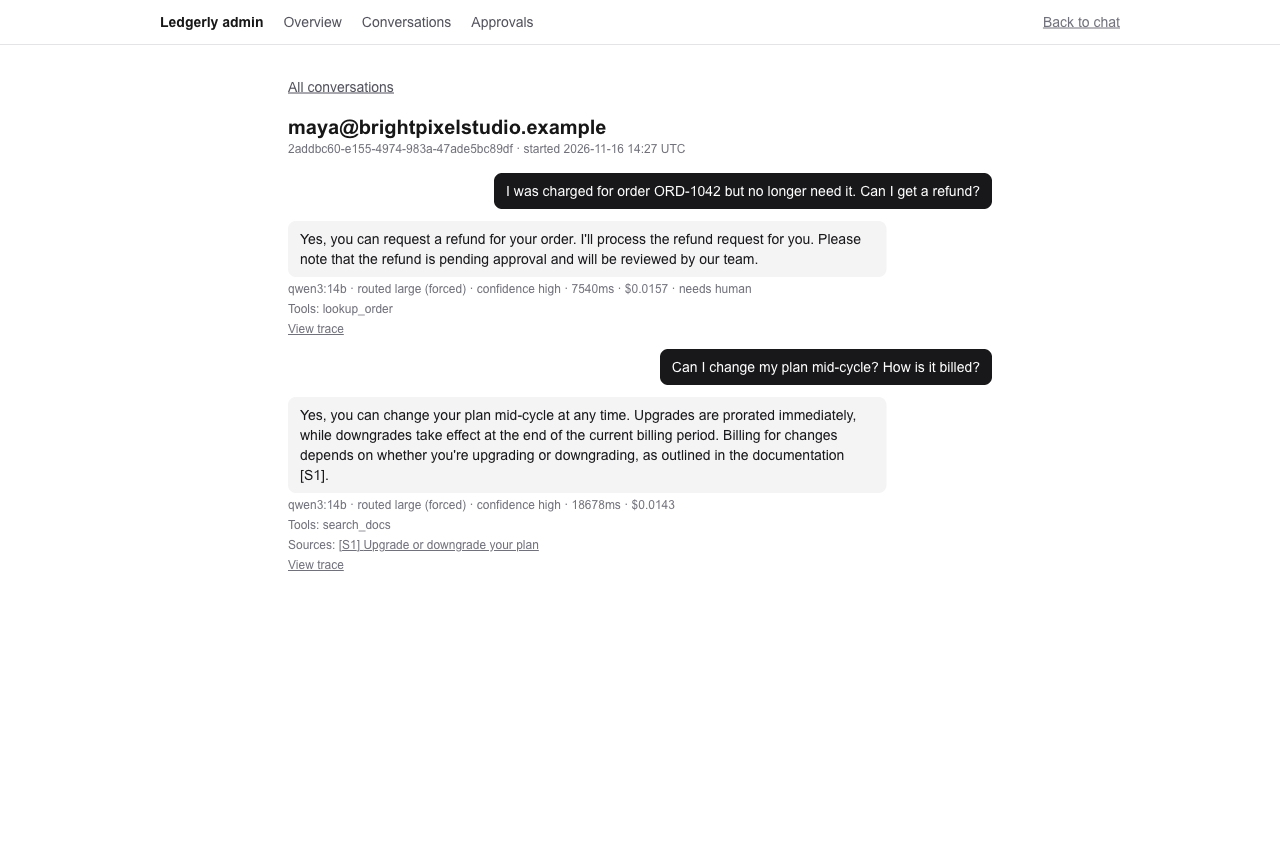 Ledgerly admin Overview Conversations Approvals Back to chat
All conversations
maya@brightpixelstudio.example
2addbc60-e155-4974-983a-47ade5bc89df · started 2026-11-16 14:27 UTC
I was charged for order ORD-1042 but no longer need it. Can I get a refund?
Yes, you can request a refund for your order. I'll process the refund request for you. Please
note that the refund is pending approval and will be reviewed by our team.
qwen3:14b · routed large (forced) · confidence high · 7540ms · $0.0157 · needs human
Tools: lookup_order
View trace
Can I change my plan mid-cycle? How is it billed?
Yes, you can change your plan mid-cycle at any time. Upgrades are prorated immediately,
while downgrades take effect at the end of the current billing period. Billing for changes
depends on whether you're upgrading or downgrading, as outlined in the documentation
[S1].
qwen3:14b · routed large (forced) · confidence high · 18678ms · $0.0143
Tools: search_docs
Sources: [S1] Upgrade or downgrade your plan
View trace